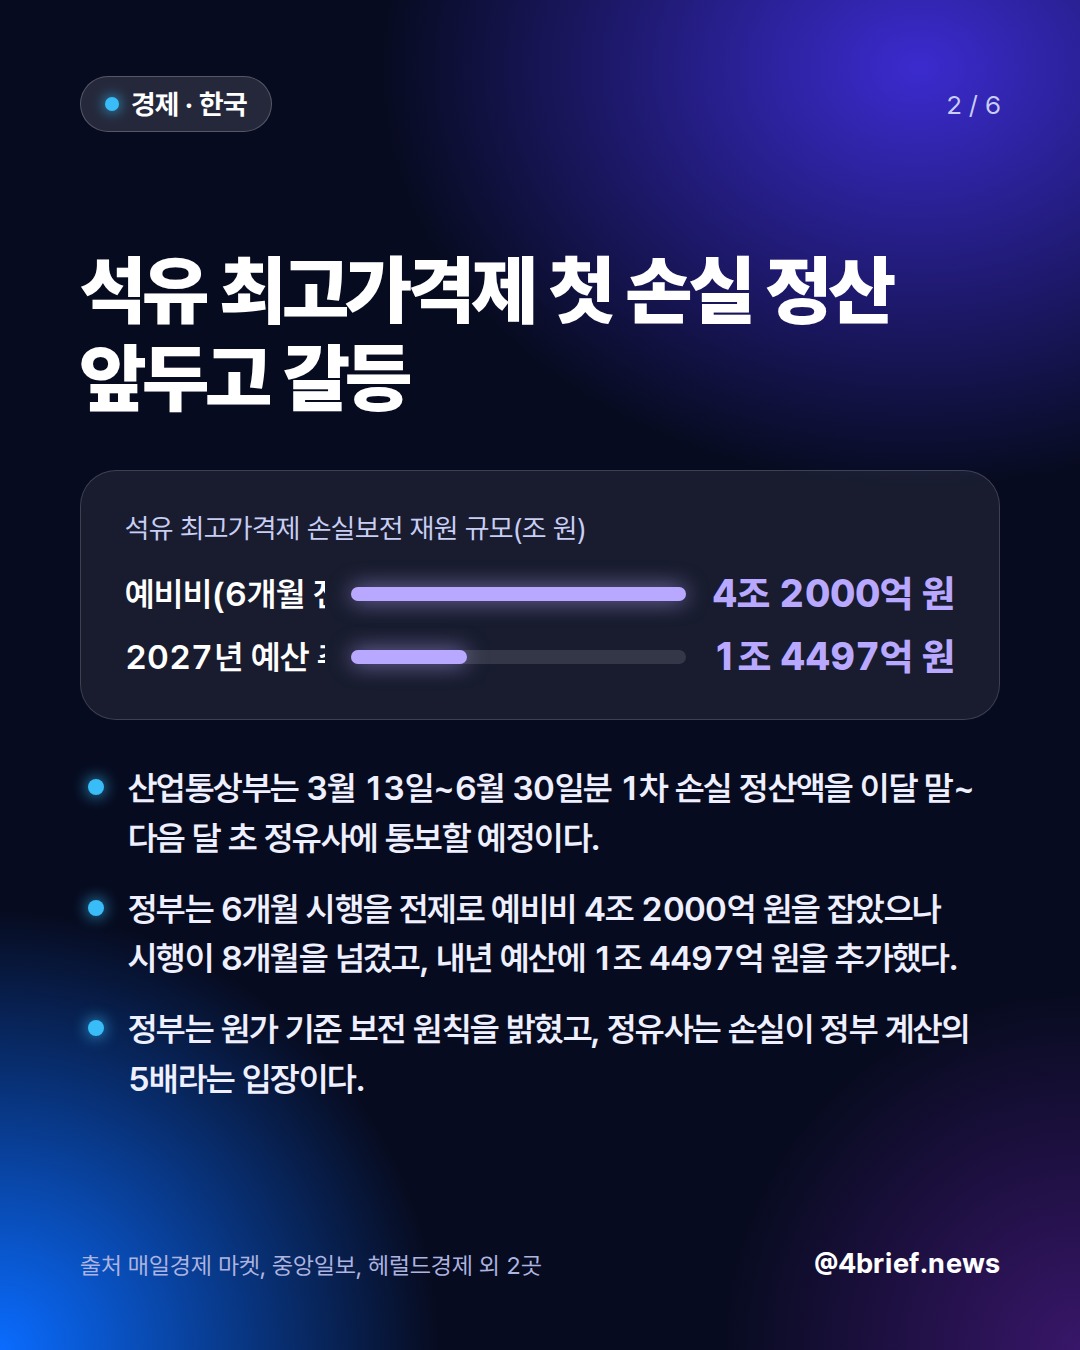 경제 · 한국
2 / 6
석유 최고가격제 첫 손실 정산
앞두고 갈등
석유 최고가격제 손실보전 재원 규모(조 원)
예비비(6개월 4조 2000억 원
2027년 예산 1조 4497억 원
산업통상부는 3월 13일~6월 30일분 1차 손실 정산액을 이달 말~
다음 달 초 정유사에 통보할 예정이다.
정부는 6개월 시행을 전제로 예비비 4조 2000억 원을 잡았으나
시행이 8개월을 넘겼고, 내년 예산에 1조 4497억 원을 추가했다.
정부는 원가 기준 보전 원칙을 밝혔고, 정유사는 손실이 정부 계산의
5배라는 입장이다.
출처 매일경제 마켓, 중앙일보, 헤럴드경제 외 2곳
@4brief.news